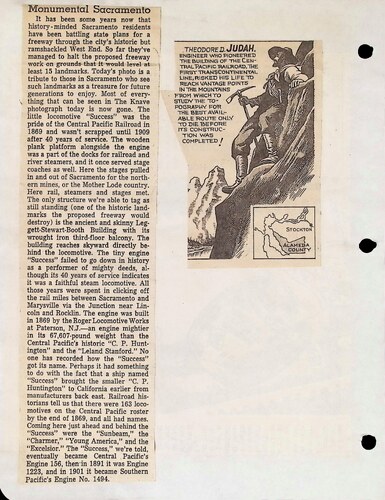 Monumental Sacramento
It has been some years now that
history-minded Sacramento residents
have been battling state plans for a
freeway through the city's historic but
ramshackled West End. So far they've
managed to halt the proposed freeway
work on grounds that it would level at
least 15 landmarks. Today's photo is a
tribute to those in Sacramento who see
such landmarks as a treasure for future
generations to enjoy. Most of every-
thing that can be seen in The Knave
photograph today is now gone. The
little locomotive "Success" was the
pride of the Central Pacific Railroad in
1869 and wasn't scrapped until 1909
after 40 years of service. The wooden
plank platform alongside the engine
was a part of the docks for railroad and
river steamers, and it once served stage
coaches as well. Here the stages pulled
in and out of Sacramento for the north-
ern mines, or the Mother Lode country.
Here rail, steamers and stages met.
The only structure we're able to tag as
still standing (one of the historic land-
marks the proposed freeway would
destroy) is the ancient and skinny Leg-
gett-Stewart-Booth Building with its
wrought iron third-floor balcony. The
building reaches skyward directly be-
hind the locomotive. The tiny engine
"Success" failed to go down in history
as a performer of mighty deeds, al-
though its 40 years of service indicates
it was a faithful steam locomotive. All
those years were spent in clicking off
the rail miles between Sacramento and
Marysville via the Junction near Lin-
coln and Rocklin. The engine was built
in 1869 by the Roger Locomotive Works
at Paterson, N.J.—an engine mightier
in its 67,607-pound weight than the
Central Pacific's historic "C. P. Hunt-
ington" and the "Leland Stanford." No
one has recorded how the "Success"
got its name. Perhaps it had something
to do with the fact that a ship named
"Success" brought the smaller "C. P.
Huntington" to California earlier from
manufacturers back east. Railroad his-
torians tell us that there were 163 loco-
motives on the Central Pacific roster
by the end of 1869, and all had names.
Coming here just ahead and behind the
"Success" were the "Sunbeam," the
"Charmer," "Young America," and the
"Excelsior." The "Success," we're told,
eventually became Central Pacific's
Engine 156, then in 1891 it was Engine
1223, and in 1901 it became Southern
Pacific's Engine No. 1494.
THEODORE D. JUDAH,
ENGINEER WHO PIONEERED
THE BUILDING OF THE CEN-
TRAL PACIFIC RAILROAD, THE
FIRST TRANSCONTINENTAL
LINE, RISKED HIS LIFE TO
REACH VANTAGE POINTS
IN THE MOUNTAINS
FROM WHICH TO
STUDY THE TO-
POGRAPHY FOR
THE BEST AVAIL-
ABLE ROUTE ONLY
TO DIE BEFORE
ITS CONSTRUC-
TION WAS
COMPLETED!
STOCKTON
ALAMEDA
COUNTY